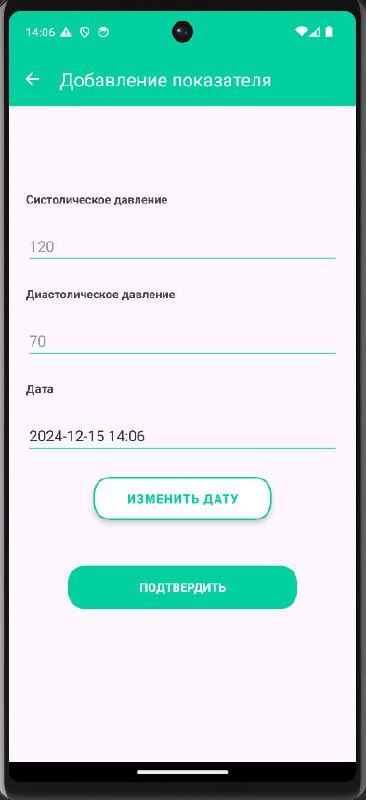 14:06
Добавление показателя
Систолическое давление
120
Диастолическое давление
70
Дата
2024-12-15 14:06
ИЗМЕНИТЬ ДАТУ
ПОДТВЕРДИТЬ